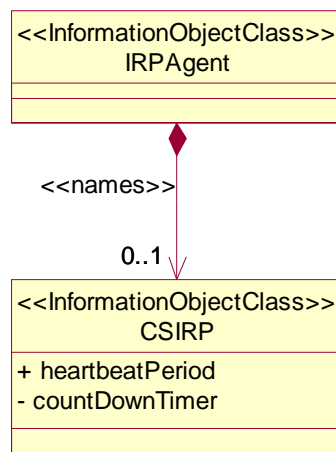 <<InformationObjectClass>>
IRPAgent
<<names>>
0..1
<<InformationObjectClass>>
CSIRP
+ heartbeatPeriod
- countDownTimer